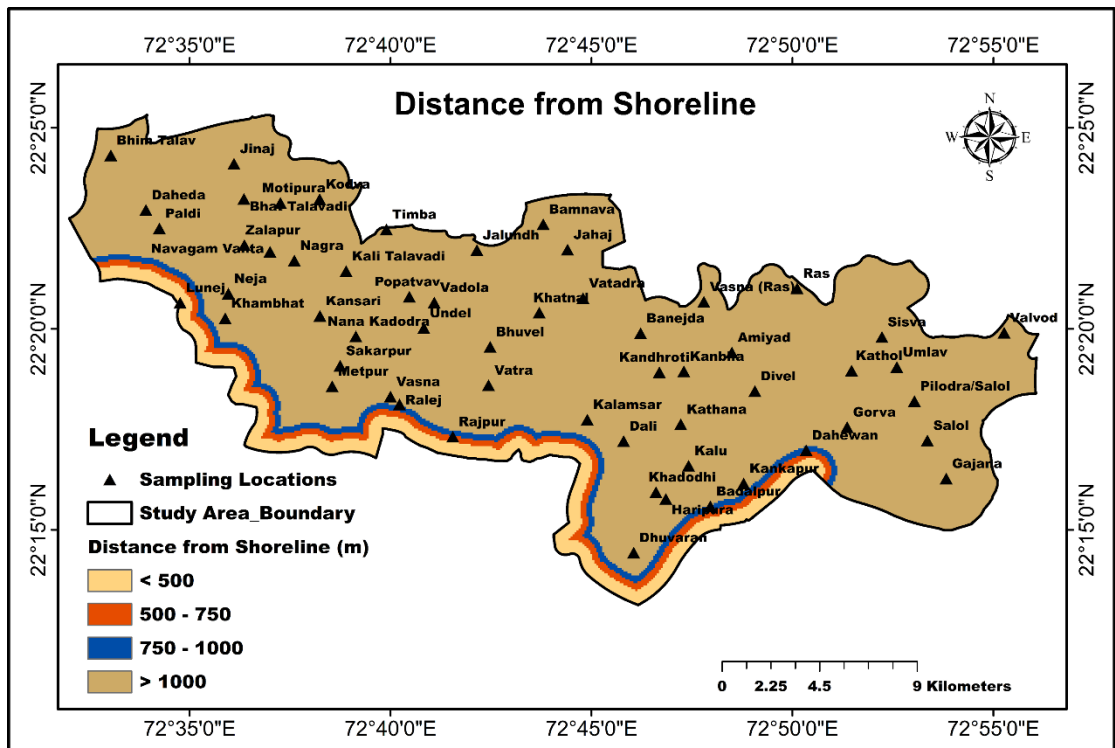 72°35'0"E 72°40'0"E 72°45'0"E 72°50'0"E 72°55'0"E
Distance from Shoreline
N
W E
S
22°25'0"N 22°25'0"N
Bhim Talav
Jinaj
Daheda
Motipura
Kodva
Paldi
Bhat Talavadi
Timba
Bamnava
Zalapur
Navagam Vanta
Nagra
Jalundh
Jahaj
Kali Talavadi
Ras
Lunej
Neja
Popatvav
Vadola
Vatadra
Vasna (Ras)
Khambhat
Kansari
Khatnal
22°20'0"N 22°20'0"N
Nana Kadodra
Undel
Banejda
Sisva
Valvod
Bhuvel
Amiyad
Sakarpur
Kandhroti
Kanbha
Kathol
Umlav
Metpur
Vasna
Vatra
Divel
Pilodra/Salol
Ralej
Kalamsar
Kathana
Gorva
Rajpur
Dali
Dahewan
Salol
Kalu
Khadodhi
Kankapur
Gajana
Badalpur
Haripura
Dhuvaran
22°15'0"N 22°15'0"N
Legend
Sampling Locations
Study Area_Boundary
Distance from Shoreline (m)
< 500
500 - 750
750 - 1000
> 1000
0 2.25 4.5 9 Kilometers
72°35'0"E 72°40'0"E 72°45'0"E 72°50'0"E 72°55'0"E